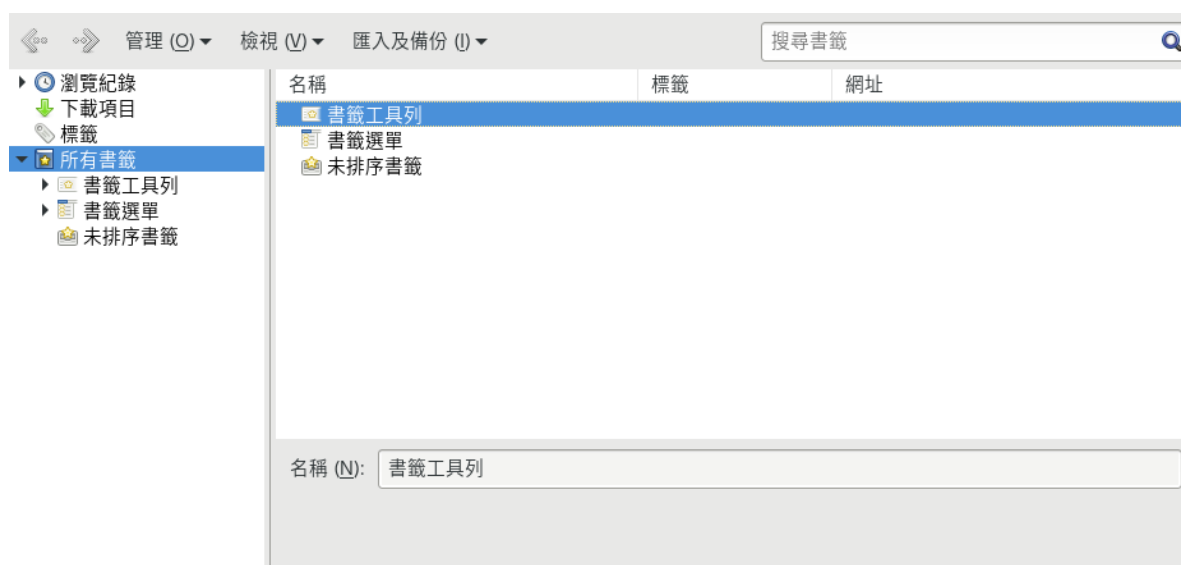 管理 (O) 檢視 (V) 匯入及備份 (I) 搜尋書籤
瀏覽紀錄
下載項目
標籤
所有書籤
書籤工具列
書籤選單
未排序書籤
名稱 標籤 網址
書籤工具列
書籤選單
未排序書籤
名稱 (N): 書籤工具列